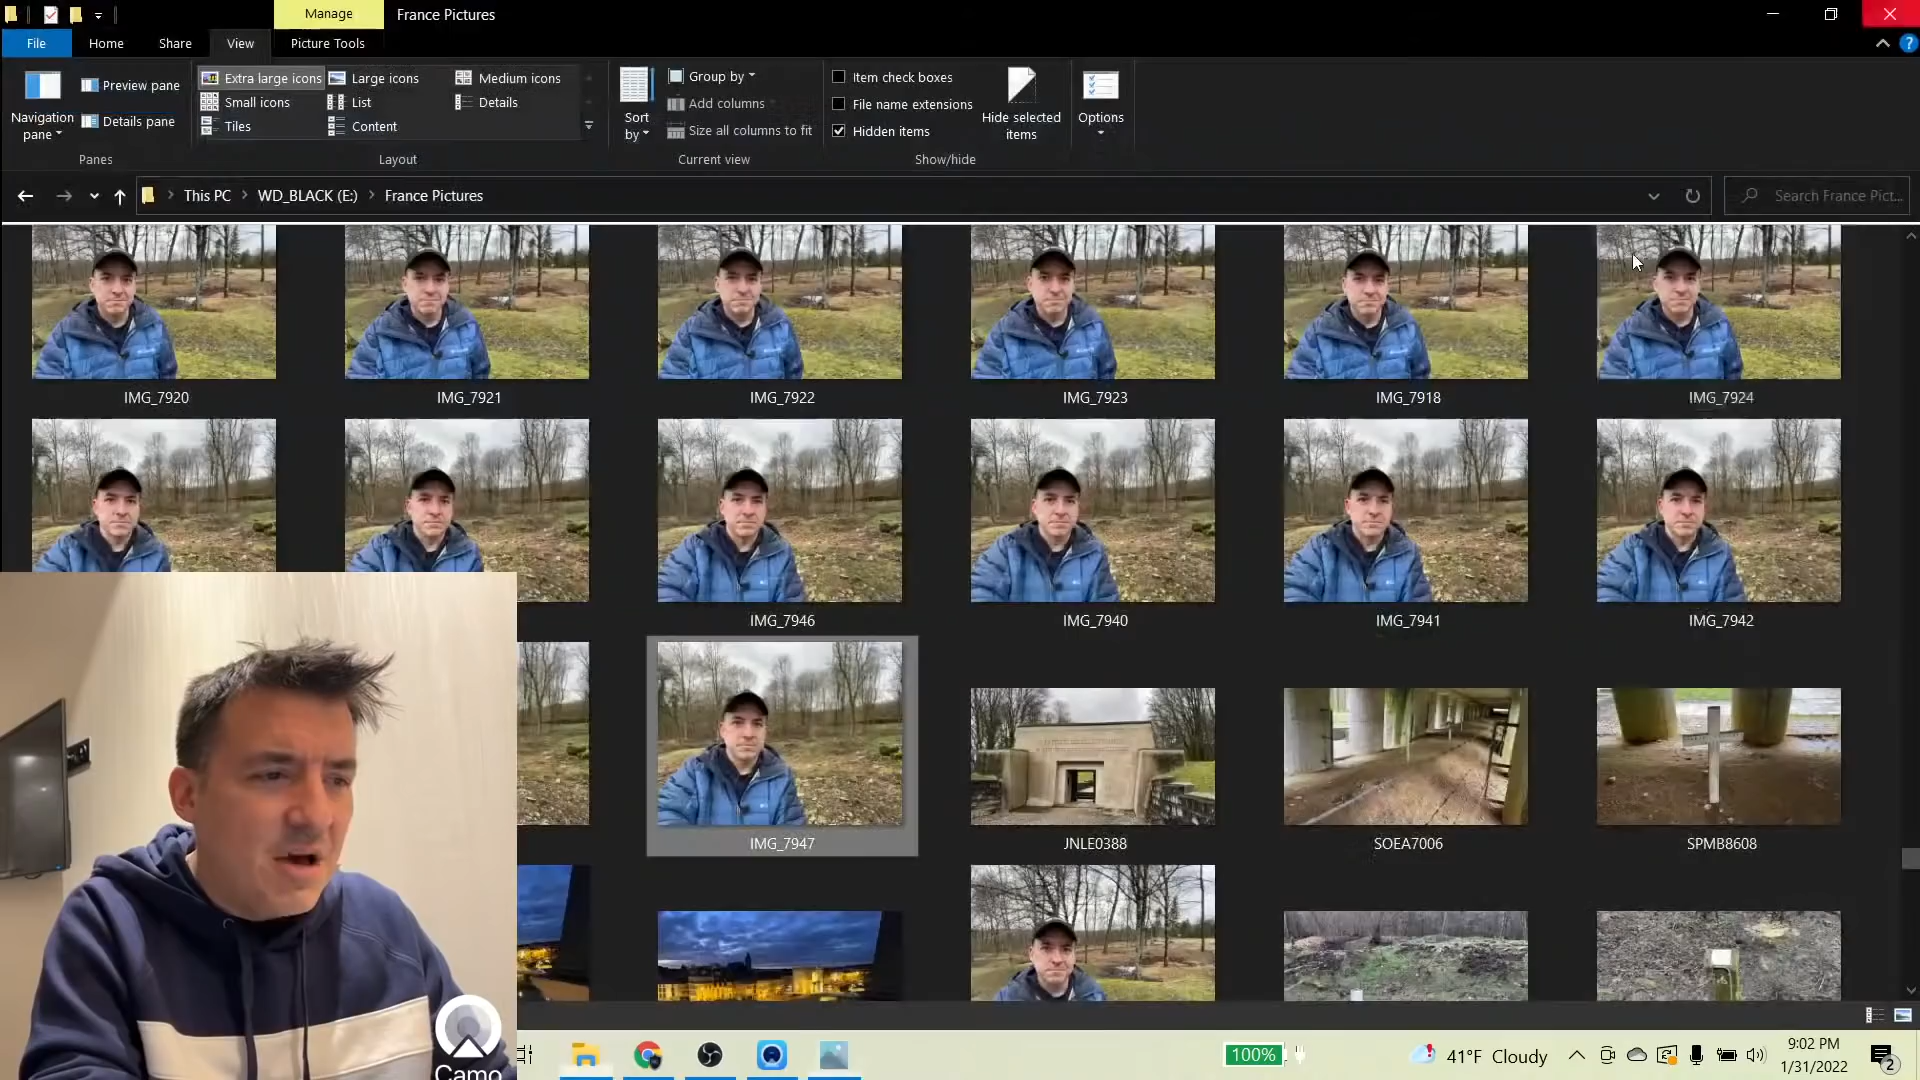 Manage
France Pictures
File
Home
Share
View
Picture Tools
Navigation pane
Preview pane
Details pane
Panes
Extra large icons
Large icons
Medium icons
Small icons
List
Details
Tiles
Content
Layout
Sort by
Group by
Add columns
Size all columns to fit
Current view
Item check boxes
File name extensions
Hidden items
Hide selected items
Show/hide
Options
This PC
WD_BLACK (E:)
France Pictures
Search France Pict...
IMG_7920
IMG_7921
IMG_7922
IMG_7923
IMG_7918
IMG_7924
IMG_7946
IMG_7940
IMG_7941
IMG_7942
IMG_7947
JNLE0388
SOEA7006
SPMB8608
Camo
100%
41°F Cloudy
9:02 PM
1/31/2022
2